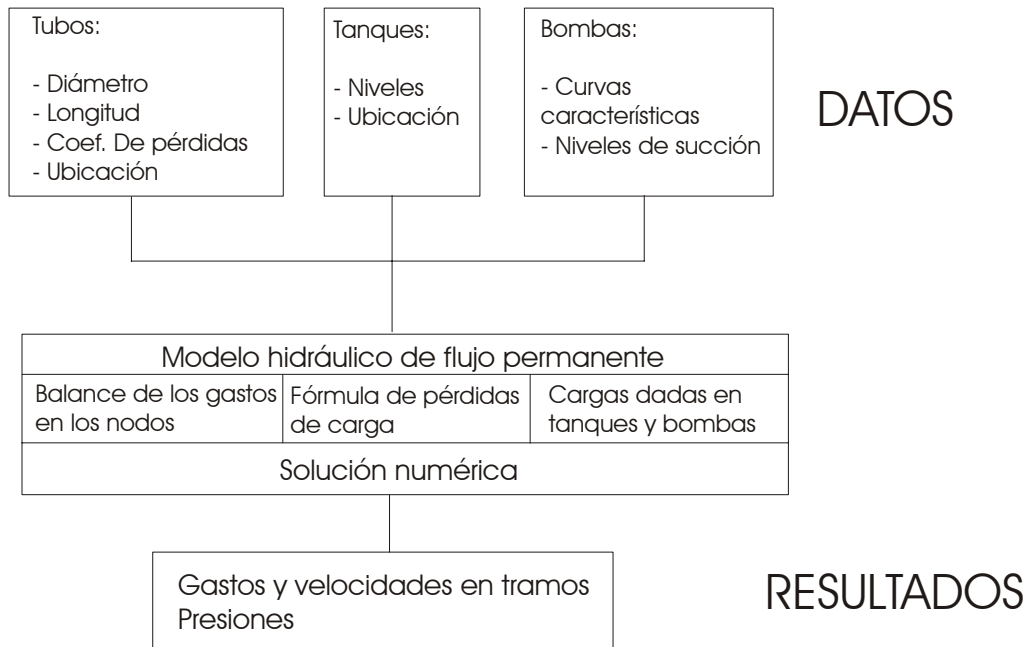 Tubos:
- Diámetro
- Longitud
- Coef. De pérdidas
- Ubicación
Tanques:
- Niveles
- Ubicación
Bombas:
- Curvas
características
- Niveles de succión
DATOS
Modelo hidráulico de flujo permanente
Balance de los gastos
en los nodos
Fórmula de pérdidas
de carga
Cargas dadas en
tanques y bombas
Solución numérica
Gastos y velocidades en tramos
Presiones
RESULTADOS